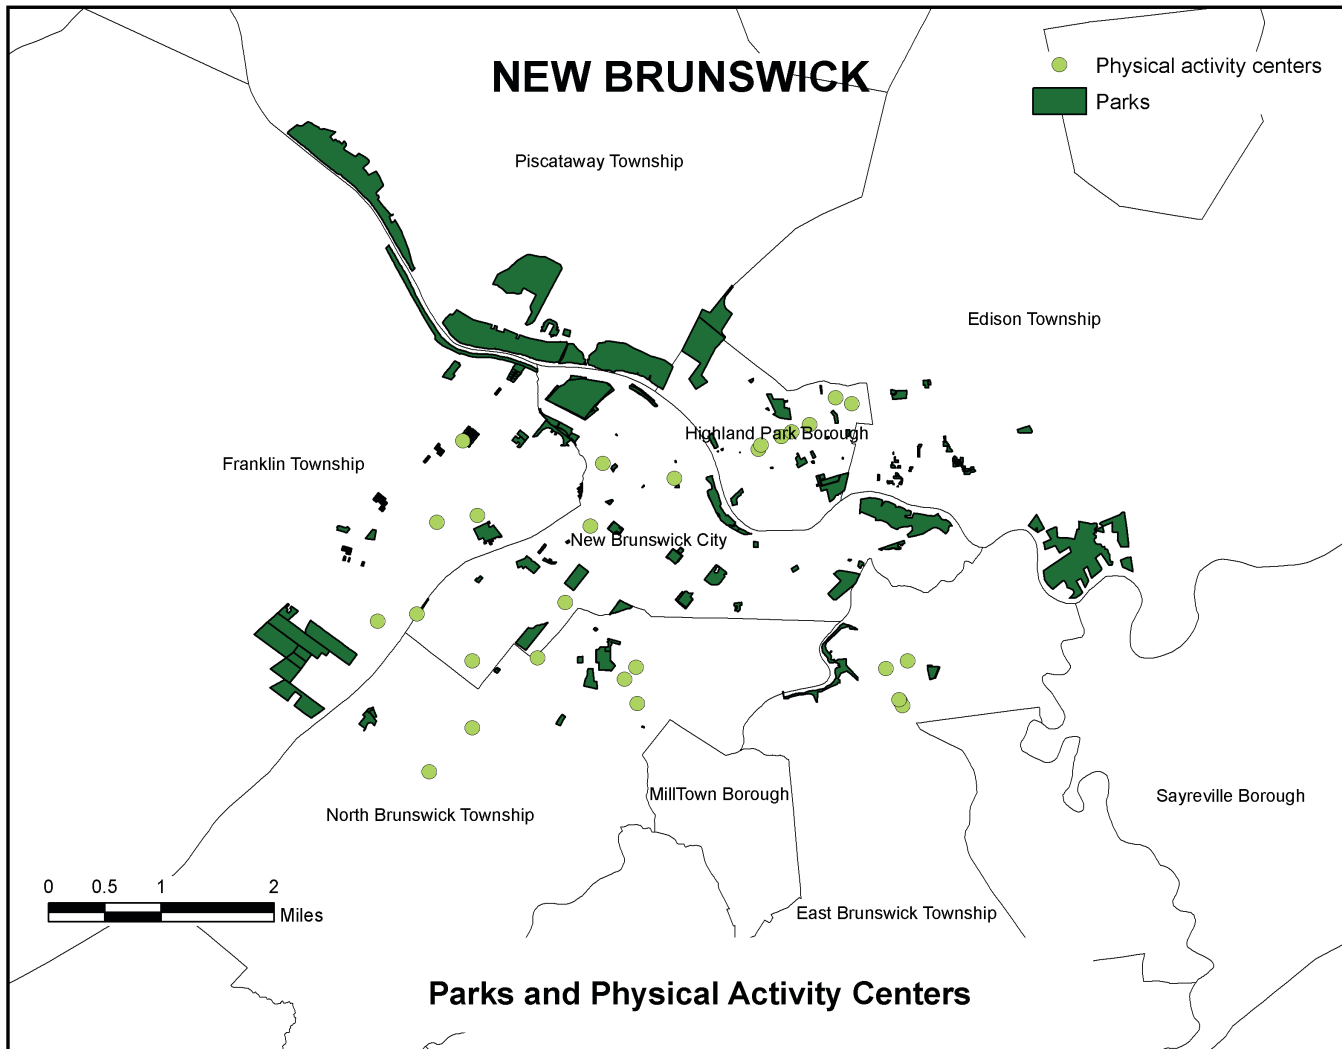 NEW BRUNSWICK
Physical activity centers
Parks
Piscataway Township
Edison Township
Highland Park Borough
Franklin Township
New Brunswick City
MillTown Borough
Sayreville Borough
North Brunswick Township
0 0.5 1 2
Miles
East Brunswick Township
Parks and Physical Activity Centers